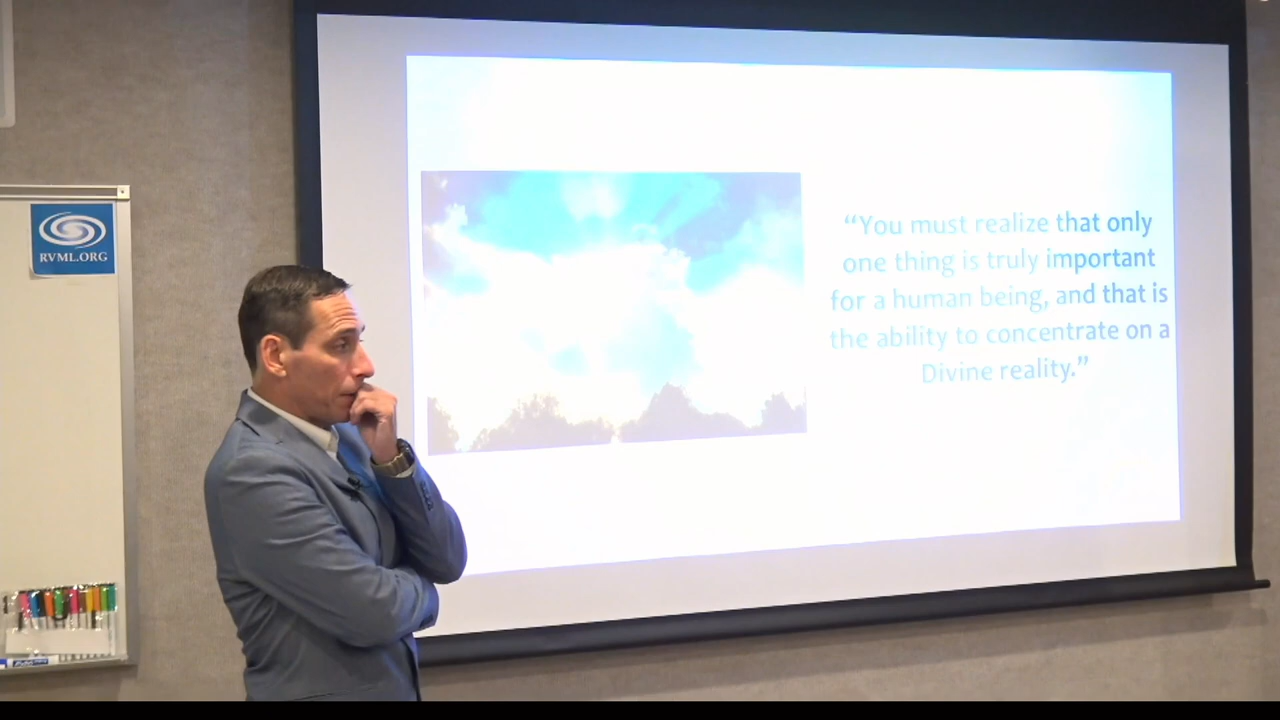 RVML.ORG
“You must realize that only
one thing is truly important
for a human being, and that is
the ability to concentrate on a
Divine reality.”